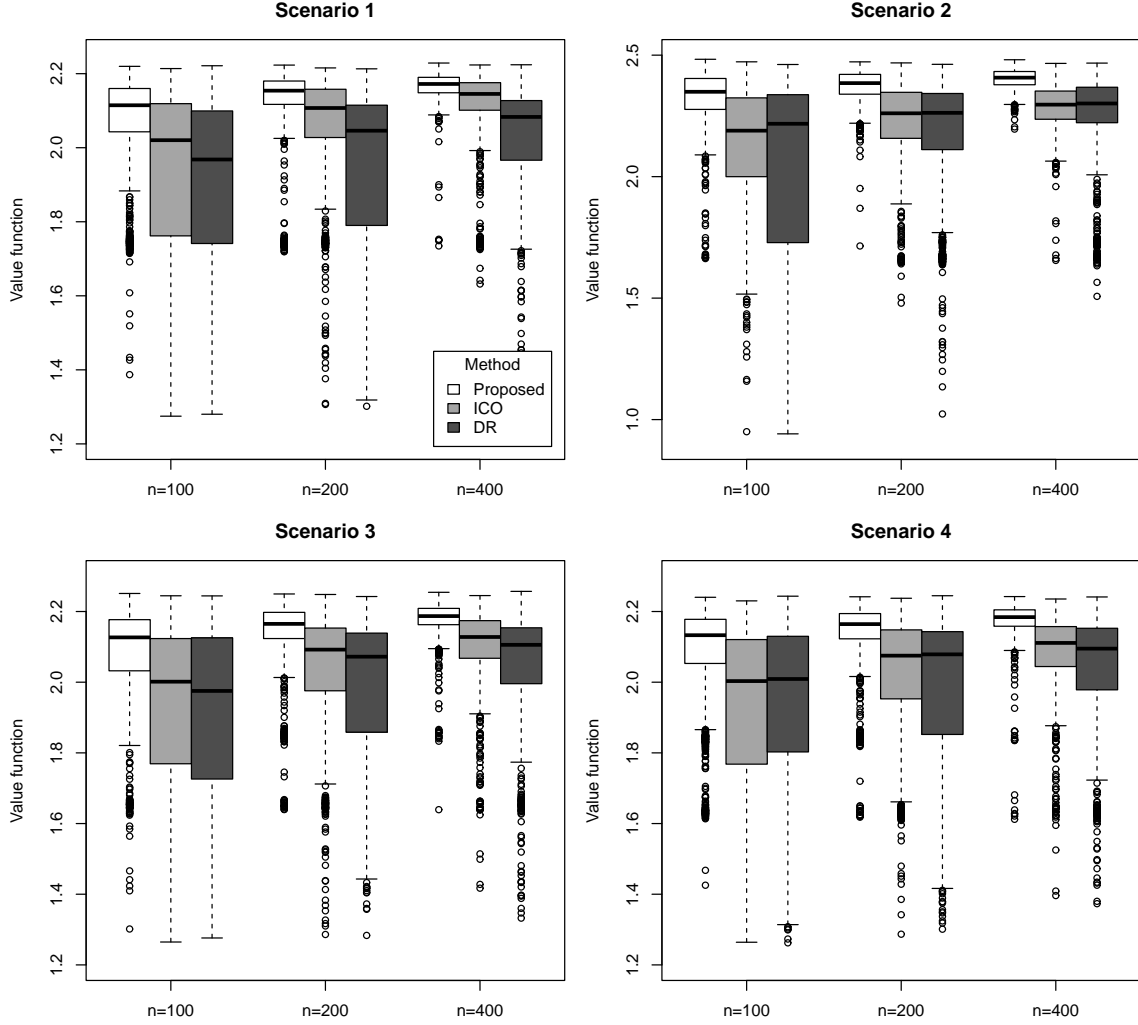 Scenario 1
Value function
2.2
2.0
1.8
1.6
1.4
1.2
Method
Proposed
ICO
DR
n=100
n=200
n=400
Scenario 2
Value function
2.5
2.0
1.5
1.0
n=100
n=200
n=400
Scenario 3
Value function
2.2
2.0
1.8
1.6
1.4
1.2
n=100
n=200
n=400
Scenario 4
Value function
2.2
2.0
1.8
1.6
1.4
1.2
n=100
n=200
n=400